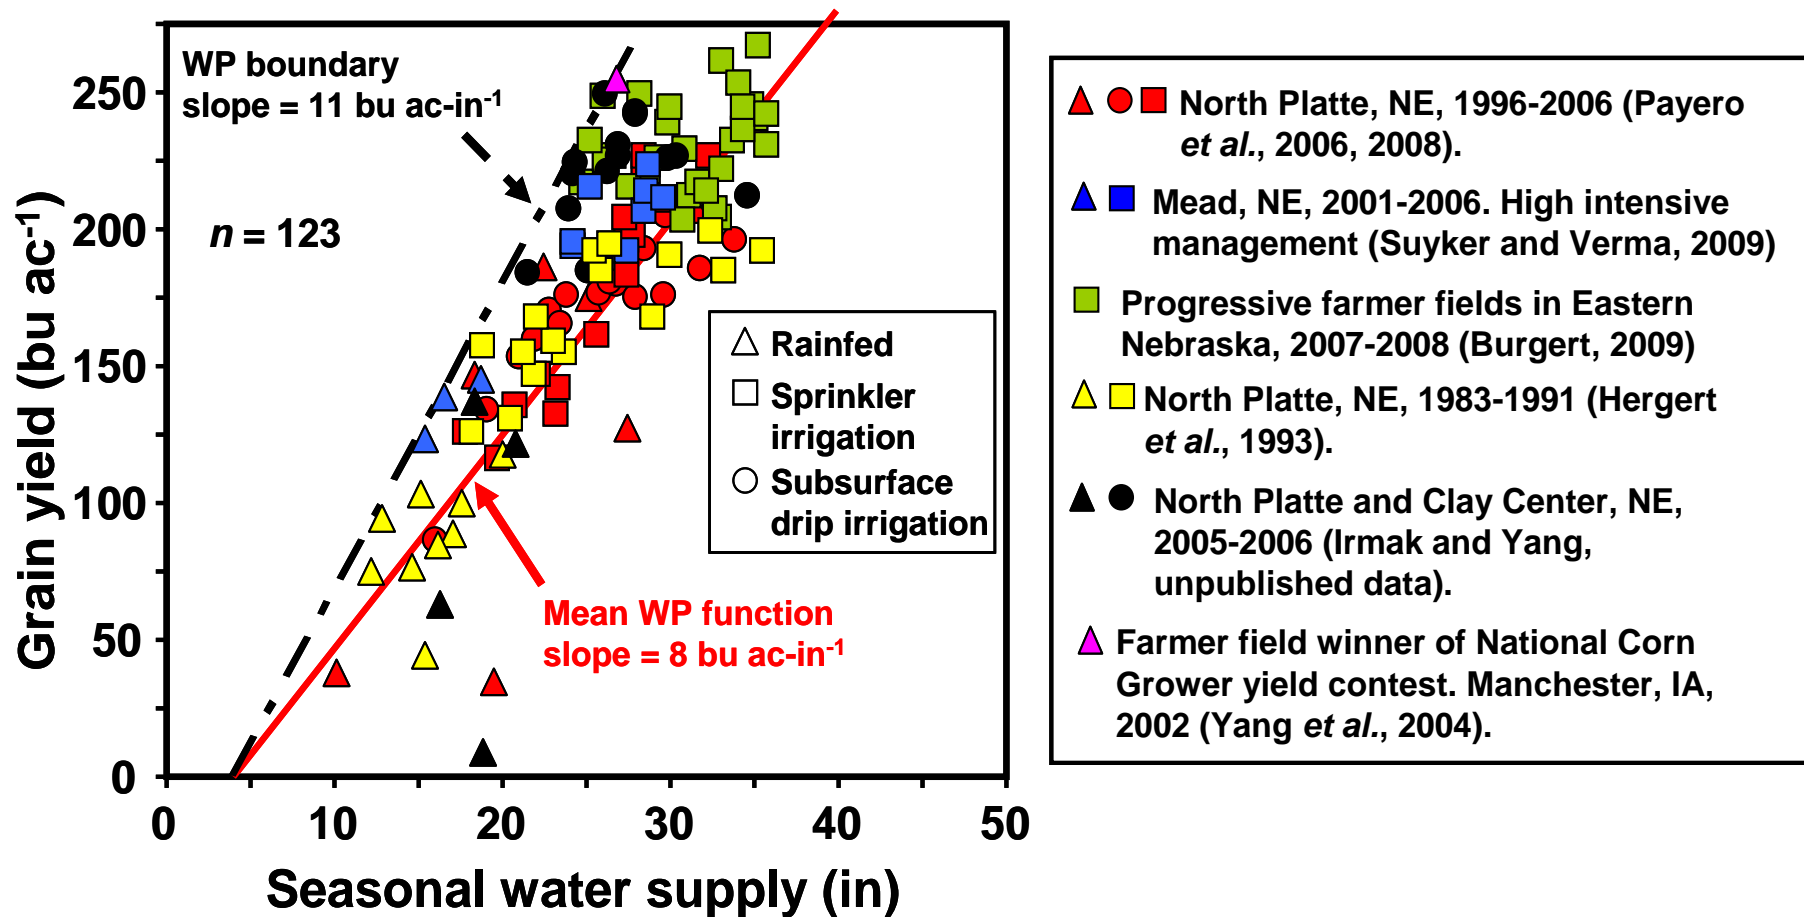 WP boundary
slope = 11 bu ac-in-1
n = 123
Grain yield (bu ac-1)
250
200
150
100
50
0
0 10 20 30 40 50
Seasonal water supply (in)
Rainfed
Sprinkler
irrigation
Subsurface
drip irrigation
Mean WP function
slope = 8 bu ac-in-1
North Platte, NE, 1996-2006 (Payero
et al., 2006, 2008).
Mead, NE, 2001-2006. High intensive
management (Suyker and Verma, 2009)
Progressive farmer fields in Eastern
Nebraska, 2007-2008 (Burgert, 2009)
North Platte, NE, 1983-1991 (Hergert
et al., 1993).
North Platte and Clay Center, NE,
2005-2006 (Irmak and Yang,
unpublished data).
Farmer field winner of National Corn
Grower yield contest. Manchester, IA,
2002 (Yang et al., 2004).